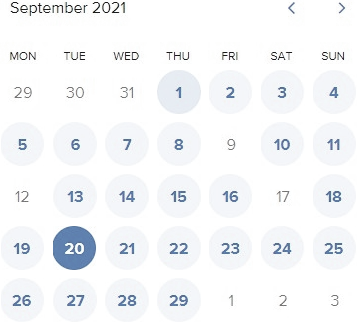 September 2021
MON TUE WED THU FRI SAT SUN
29 30 31 1 2 3 4
5 6 7 8 9 10 11
12 13 14 15 16 17 18
19 20 21 22 23 24 25
26 27 28 29 1 2 3